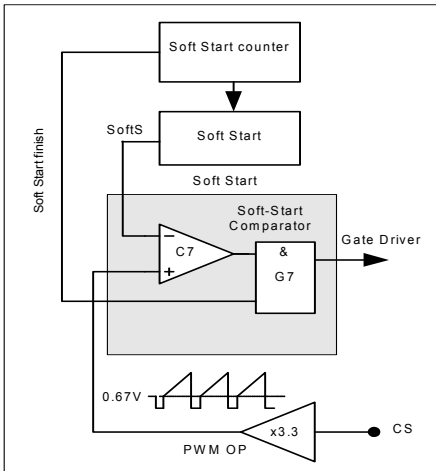 Soft Start counter
SoftS
Soft Start
Soft Start finish
Soft Start
Soft-Start
Comparator
−
C7
+
&
G7
Gate Driver
0.67V
x3.3
CS
PWM OP